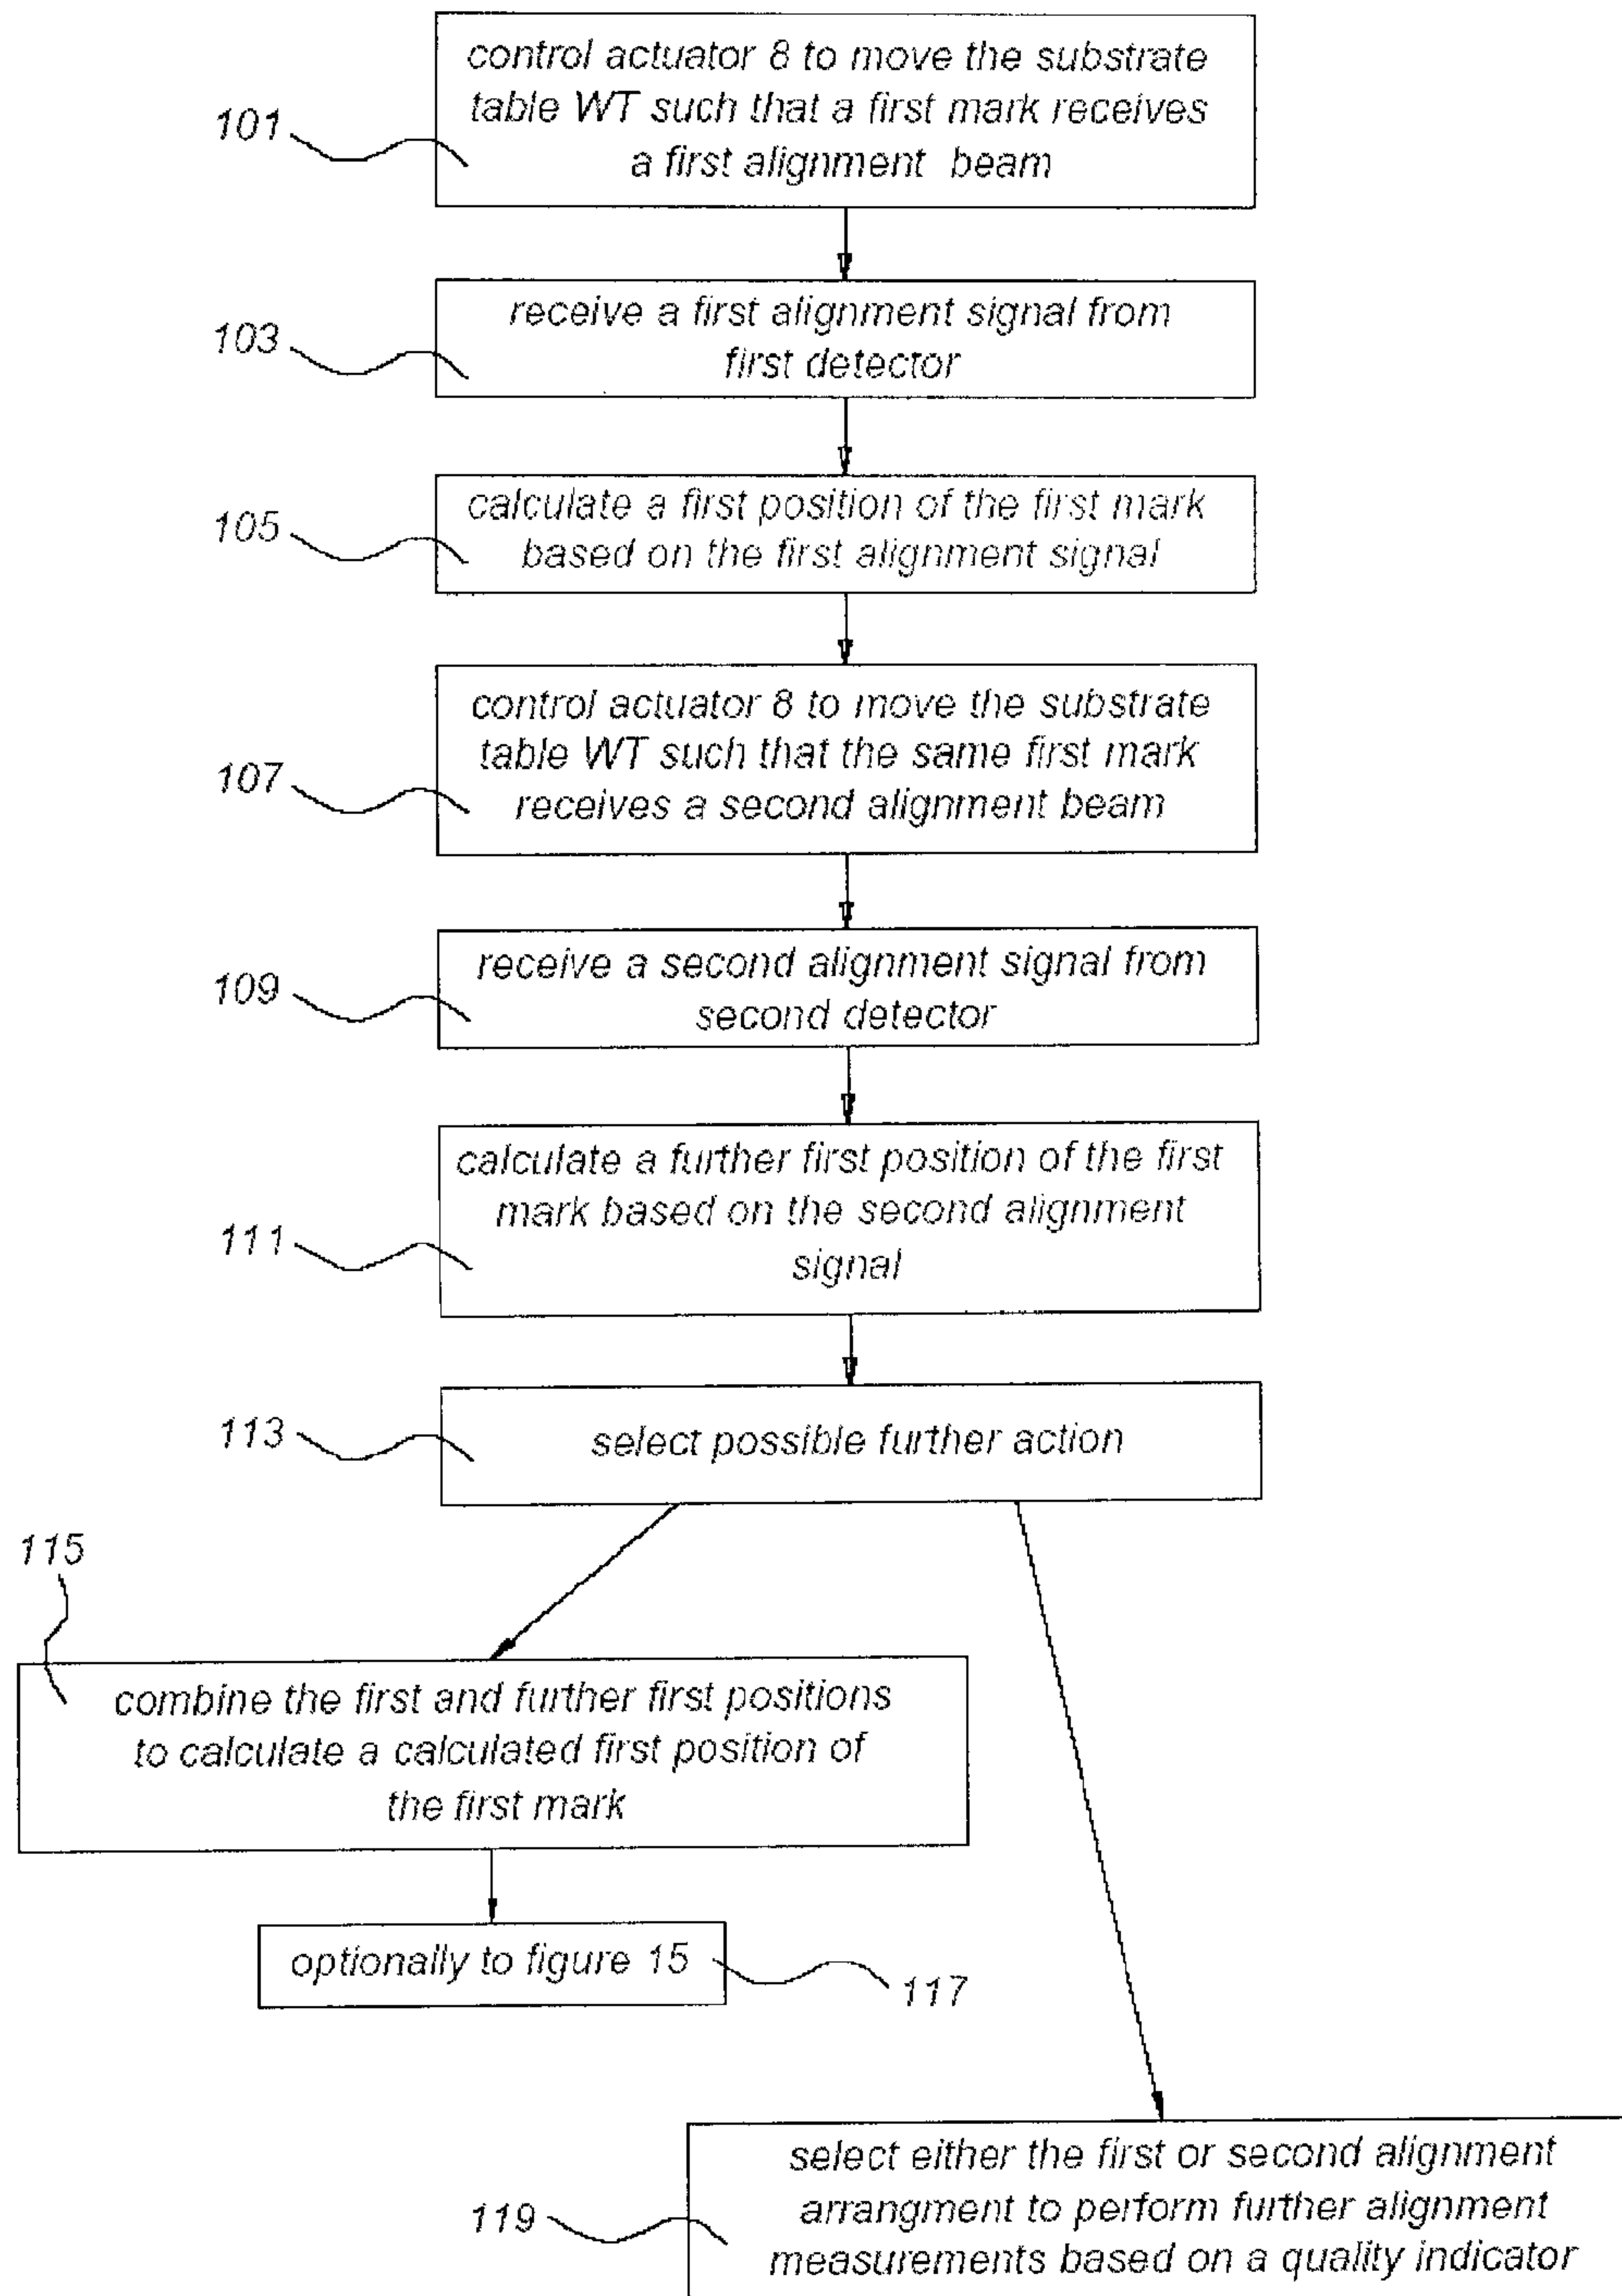 control actuator 8 to move the substrate
table WT such that a first mark receives
a first alignment beam
101
receive a first alignment signal from
first detector
103
calculate a first position of the first mark
based on the first alignment signal
105
control actuator 8 to move the substrate
table WT such that the same first mark
receives a second alignment beam
107
receive a second alignment signal from
second detector
109
calculate a further first position of the first
mark based on the second alignment
signal
111
select possible further action
113
115
combine the first and further first positions
to calculate a calculated first position of
the first mark
optionally to figure 15
117
select either the first or second alignment
arrangment to perform further alignment
measurements based on a quality indicator
119